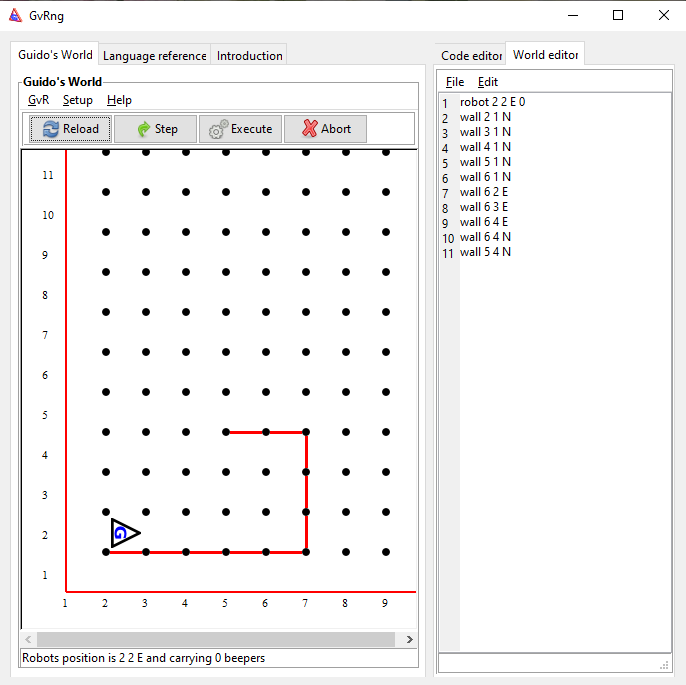 GvRng
Guido's World Language reference Introduction
Code editor World editor
Guido's World
GvR Setup Help
Reload Step Execute Abort
11
10
9
8
7
6
5
4
3
2
1
G
1 2 3 4 5 6 7 8 9
Robots position is 2 2 E and carrying 0 beepers
File Edit
1 robot 2 2 E 0
2 wall 2 1 N
3 wall 3 1 N
4 wall 4 1 N
5 wall 5 1 N
6 wall 6 1 N
7 wall 6 2 E
8 wall 6 3 E
9 wall 6 4 E
10 wall 6 4 N
11 wall 5 4 N